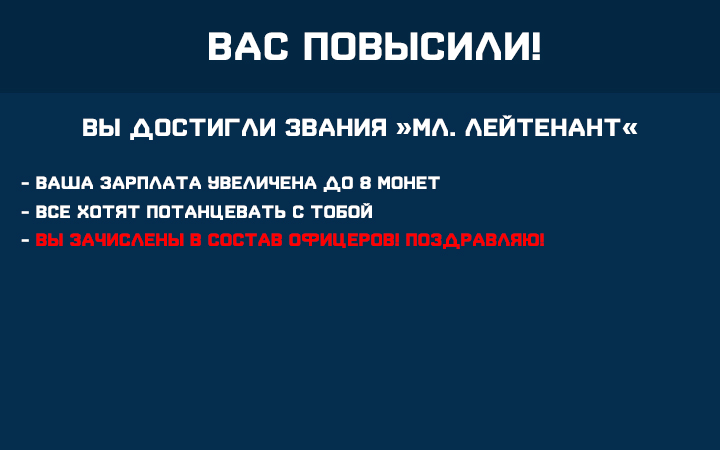 ВАС ПОВЫСИЛИ!
ВЫ ДОСТИГЛИ ЗВАНИЯ »МЛ. ЛЕЙТЕНАНТ«
- ВАША ЗАРПЛАТА УВЕЛИЧЕНА ДО 8 МОНЕТ
- ВСЕ ХОТЯТ ПОТАНЦЕВАТЬ С ТОБОЙ
- ВЫ ЗАЧИСЛЕНЫ В СОСТАВ ОФИЦЕРОВ! ПОЗДРАВЛЯЮ!